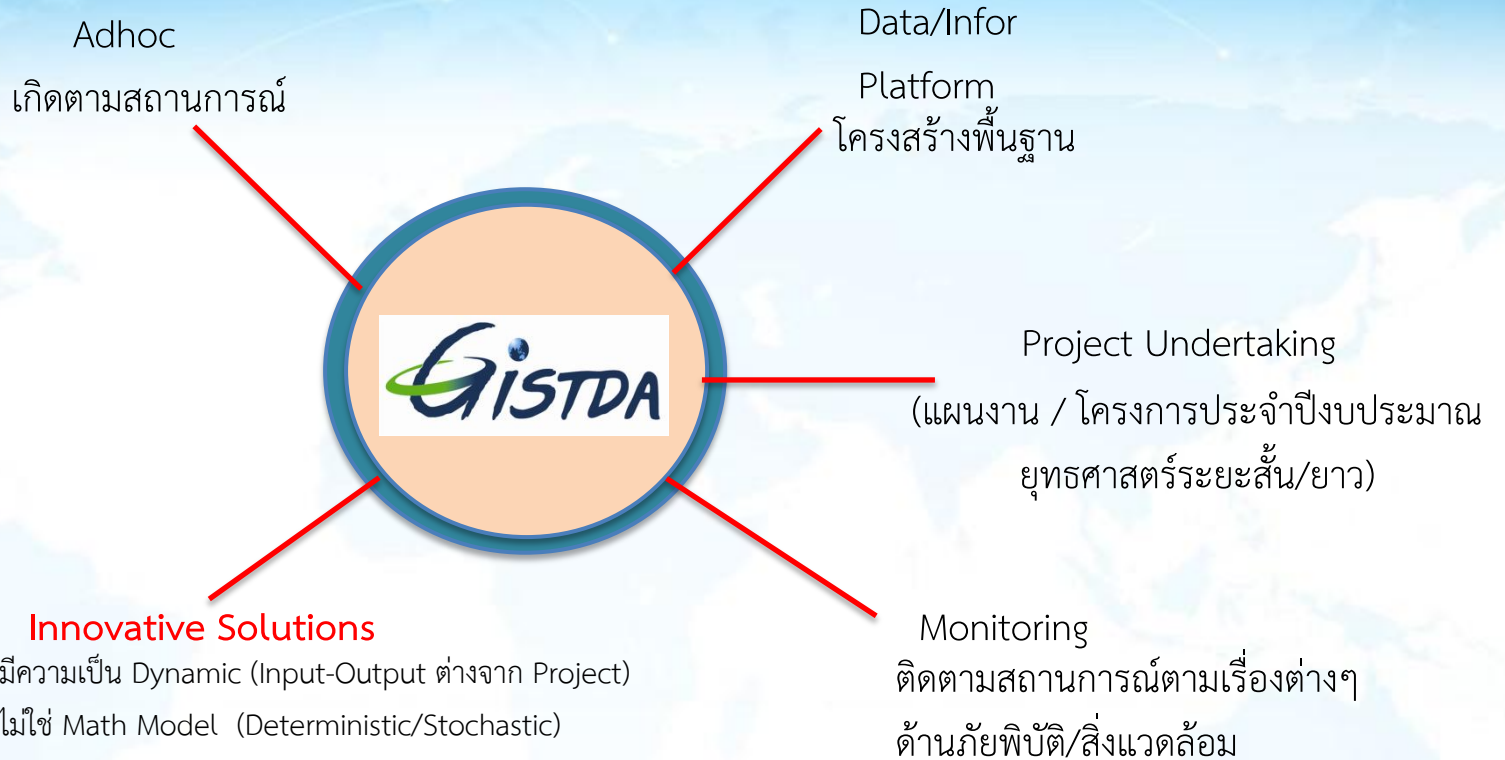 Adhoc
เกิดตามสถานการณ์
Data/Infor
Platform
โครงสร้างพื้นฐาน
GISTDA
Project Undertaking
(แผนงาน / โครงการประจำปีงบประมาณ
ยุทธศาสตร์ระยะสั้น/ยาว)
Innovative Solutions
มีความเป็น Dynamic (Input-Output ต่างจาก Project)
ไม่ใช่ Math Model (Deterministic/Stochastic)
Monitoring
ติดตามสถานการณ์ตามเรื่องต่างๆ
ด้านภัยพิบัติ/สิ่งแวดล้อม